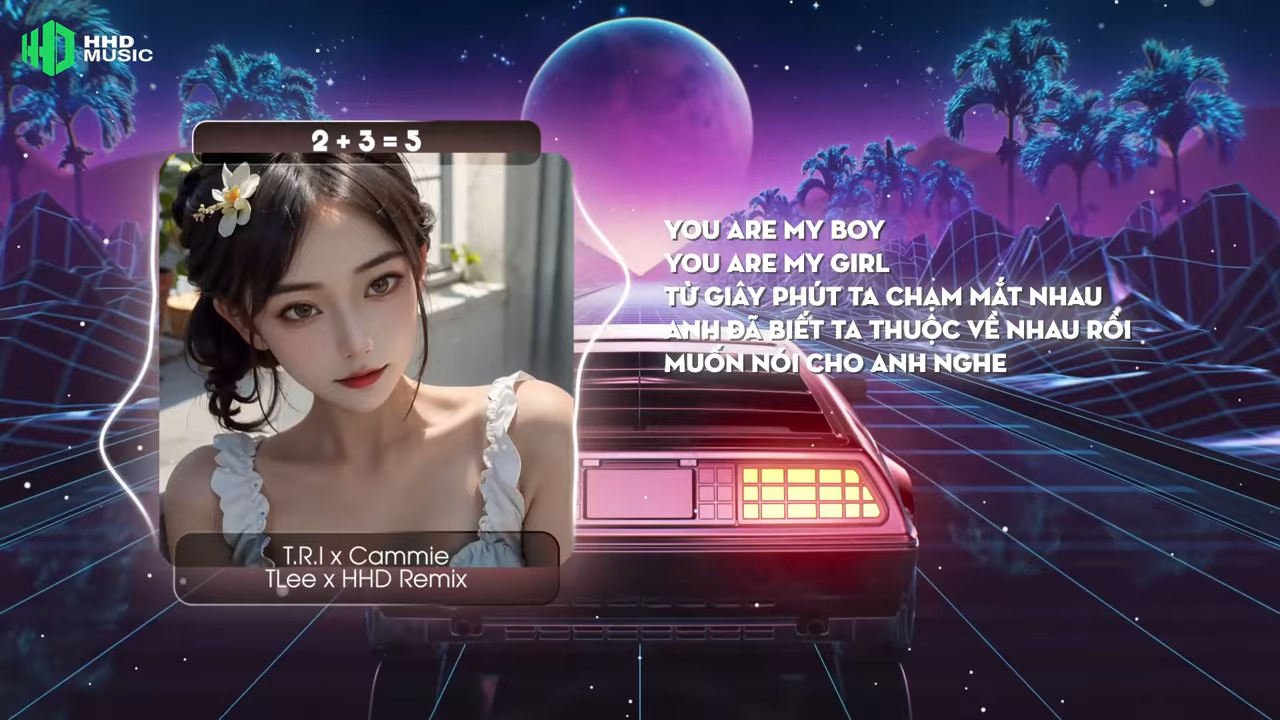 HHD
MUSIC
2 + 3 = 5
YOU ARE MY BOY
YOU ARE MY GIRL
TỪ GIÂY PHÚT TA CHẠM MẮT NHAU
ANH ĐÃ BIẾT TA THUỘC VỀ NHAU RỒI
MUỐN NÓI CHO ANH NGHE
T.R.I x Cammie
TLee x HHD Remix